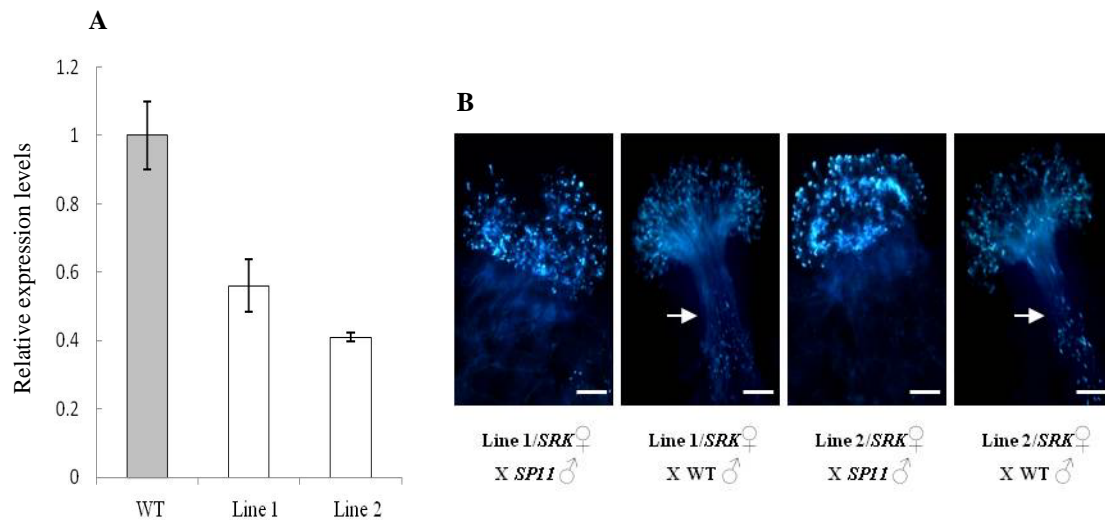 A
Relative expression levels
1.2
1
0.8
0.6
0.4
0.2
0
WT Line 1 Line 2
B
Line 1/SRK♀ X SP11♂
Line 1/SRK♀ X WT♂
Line 2/SRK♀ X SP11♂
Line 2/SRK♀ X WT♂